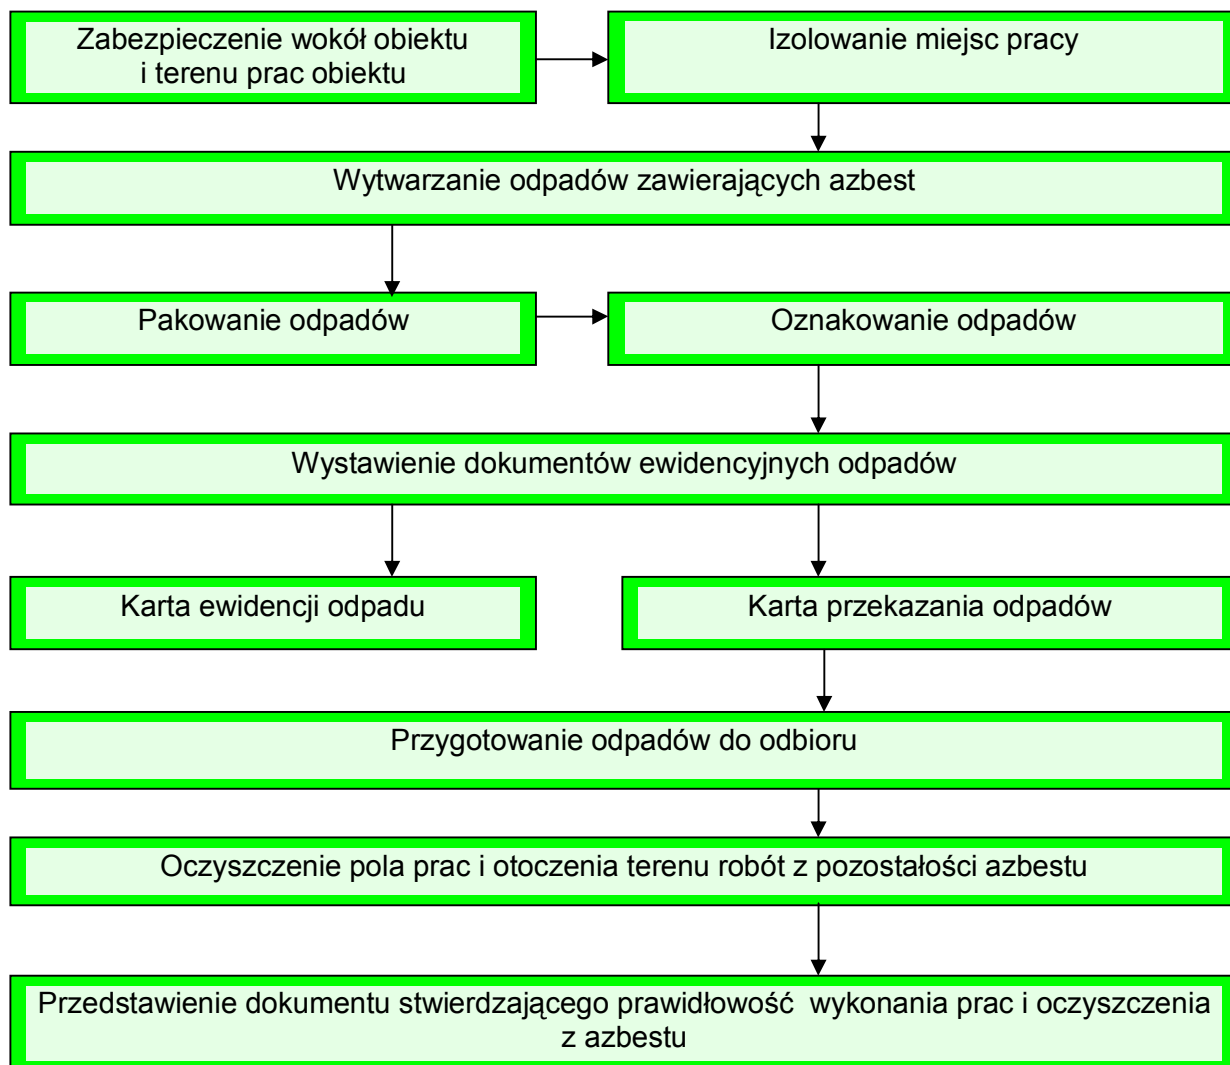 Zabezpieczenie wokół obiektu
i terenu prac obiektu
Izolowanie miejsc pracy
Wytwarzanie odpadów zawierających azbest
Pakowanie odpadów
Oznakowanie odpadów
Wystawienie dokumentów ewidencyjnych odpadów
Karta ewidencji odpadu
Karta przekazania odpadów
Przygotowanie odpadów do odbioru
Oczyszczenie pola prac i otoczenia terenu robót z pozostałości azbestu
Przedstawienie dokumentu stwierdzającego prawidłowość wykonania prac i oczyszczenia
z azbestu